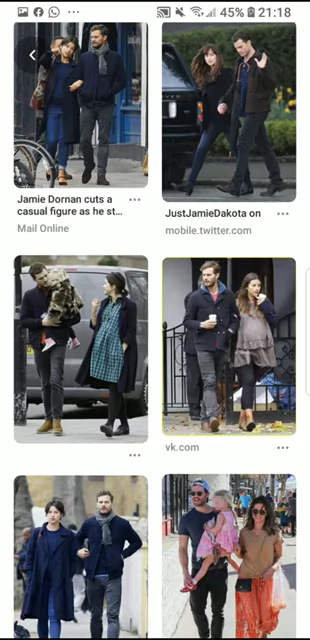 45% 21:18
Jamie Dornan cuts a
casual figure as he st...
Mail Online
JustJamieDakota on
mobile.twitter.com
vk.com